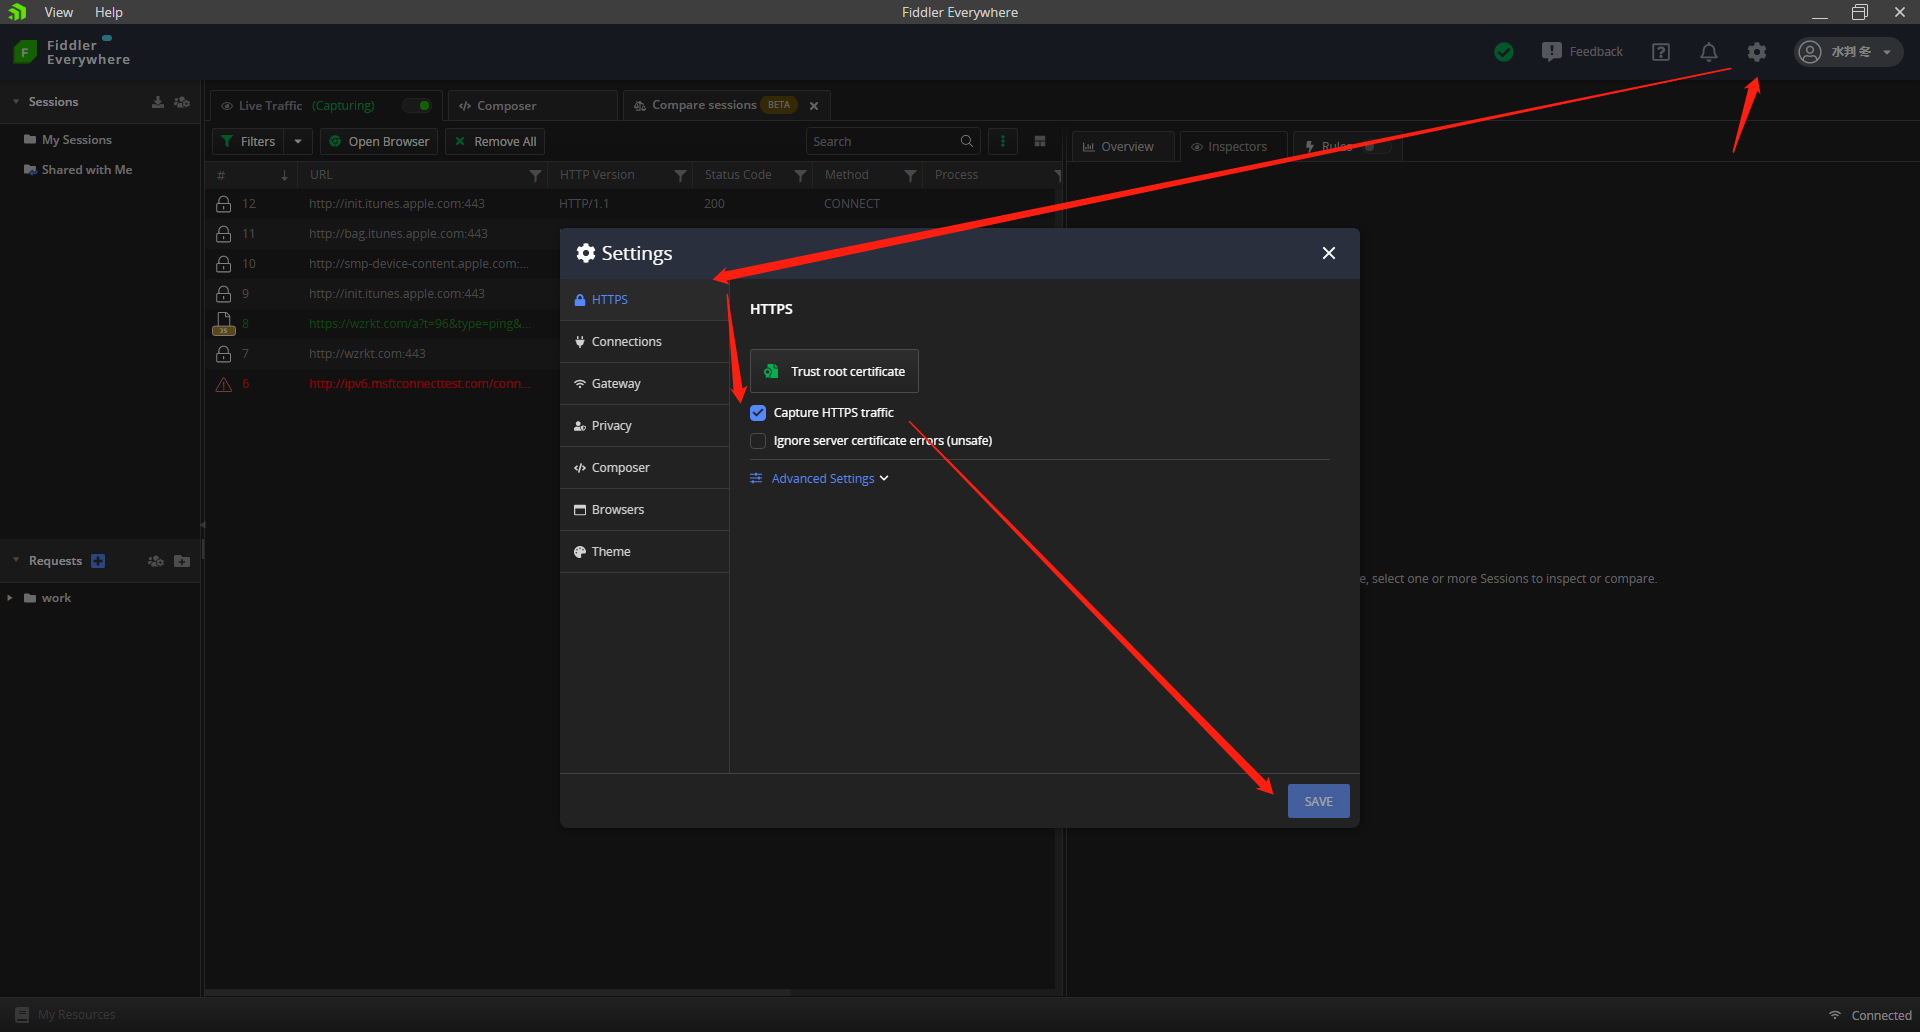 View Help Fiddler Everywhere
Fiddler
Everywhere
Feedback
水判 冬
Sessions
My Sessions
Shared with Me
Requests
work
Live Traffic (Capturing)
Composer
Compare sessions BETA
Filters
Open Browser
Remove All
Search
# URL HTTP Version Status Code Method Process
12 http://init.itunes.apple.com:443 HTTP/1.1 200 CONNECT
11 http://bag.itunes.apple.com:443
10 http://smp-device-content.apple.com:...
9 http://init.itunes.apple.com:443
JS 8 https://wzrkt.com/a?t=96&type=ping&...
7 http://wzrkt.com:443
6 http://ipv6.msftconnecttest.com/conn...
Overview
Inspectors
Rules
e, select one or more Sessions to inspect or compare.
Settings
HTTPS
Connections
Gateway
Privacy
Composer
Browsers
Theme
HTTPS
Trust root certificate
Capture HTTPS traffic
Ignore server certificate errors (unsafe)
Advanced Settings
SAVE
My Resources
Connected